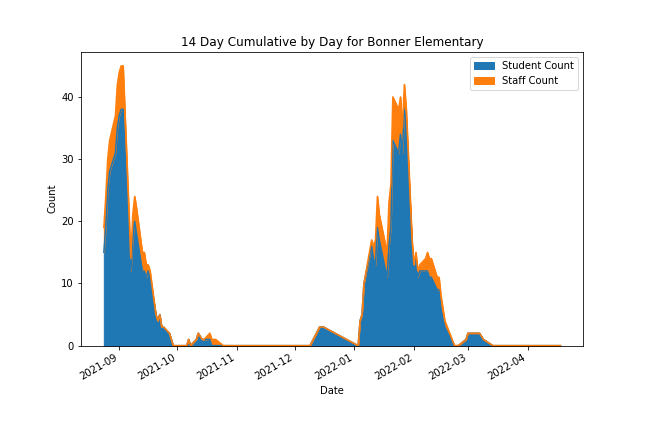 14 Day Cumulative by Day for Bonner Elementary
Student Count
Staff Count
Count
40
30
20
10
0
2021-09
2021-10
2021-11
2021-12
2022-01
2022-02
2022-03
2022-04
Date